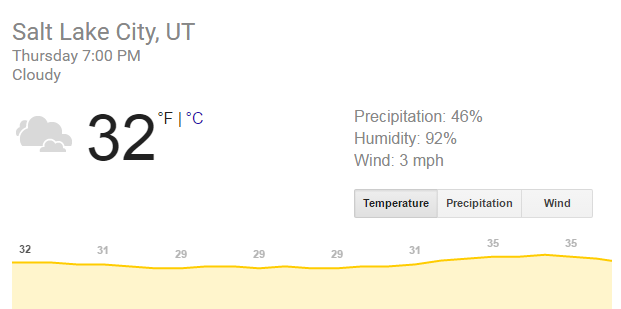 Salt Lake City, UT
Thursday 7:00 PM
Cloudy
32 °F | °C
Precipitation: 46%
Humidity: 92%
Wind: 3 mph
Temperature Precipitation Wind
32 31 29 29 29 31 35 35